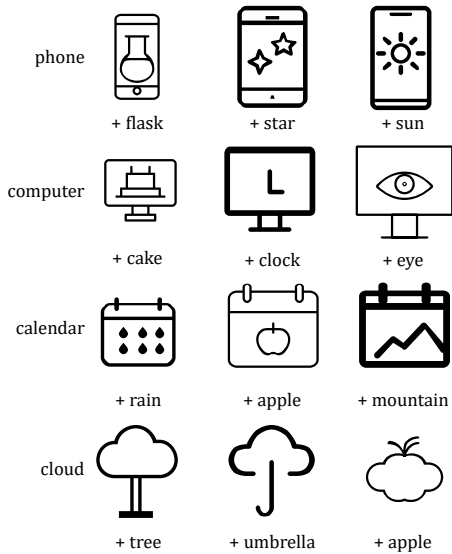 phone
+ flask + star + sun
computer
+ cake + clock + eye
calendar
+ rain + apple + mountain
cloud
+ tree + umbrella + apple